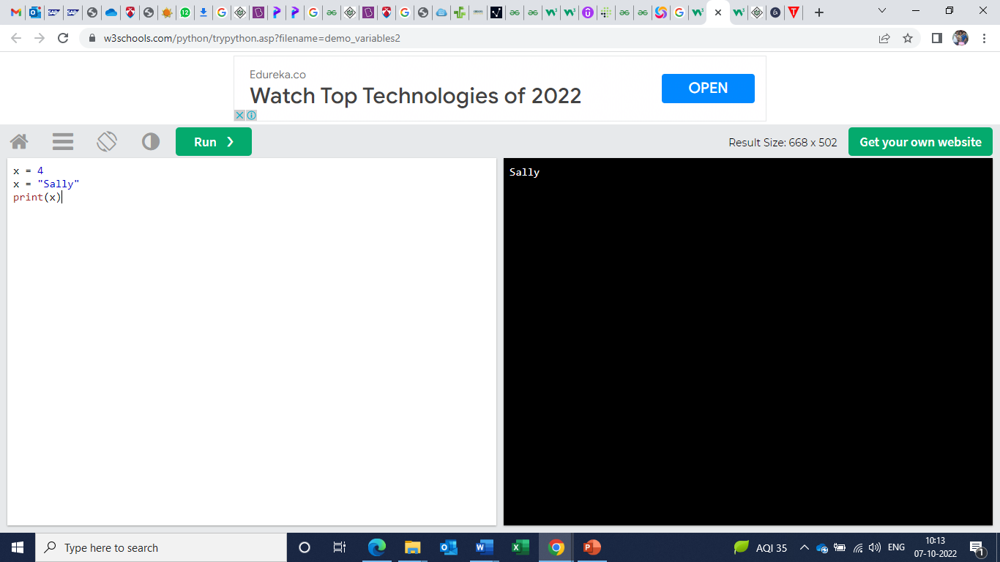 w3schools.com/python/trypython.asp?filename=demo_variables2
Edureka.co
Watch Top Technologies of 2022
OPEN
Run ❯
Result Size: 668 x 502
Get your own website
x = 4
x = "Sally"
print(x)
Sally
Type here to search
AQI 35
ENG
10:13
07-10-2022
1